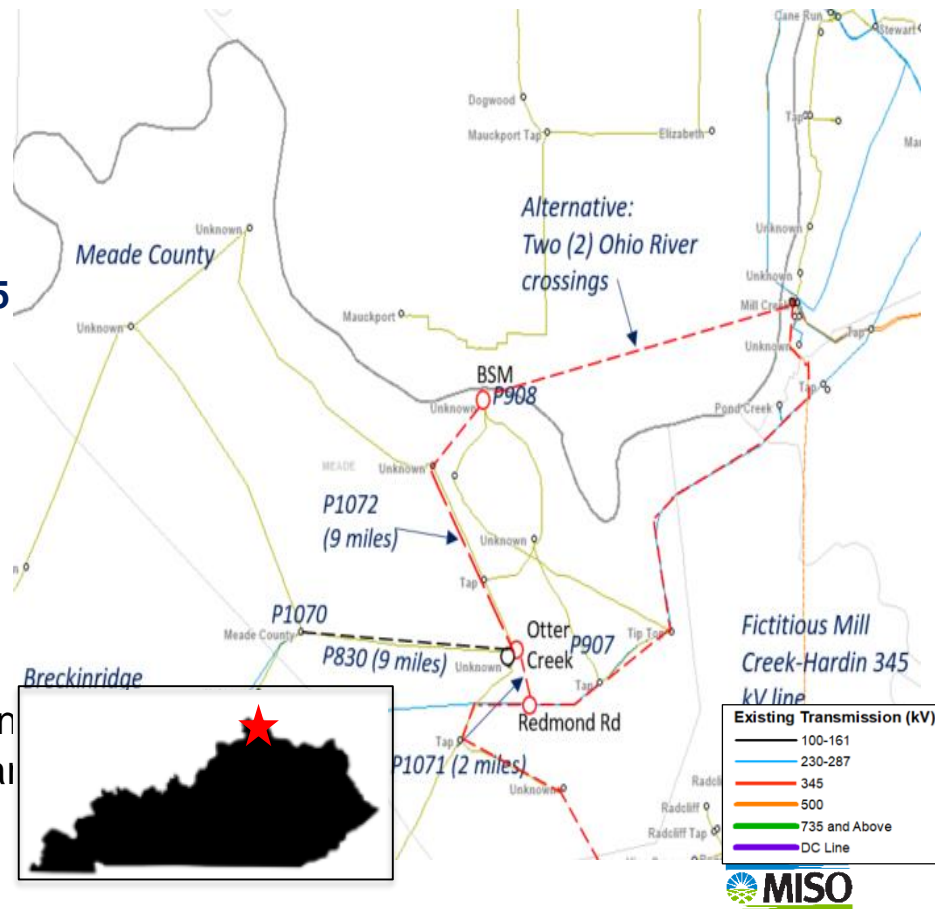 Cane Run
Stewart
Dogwood
Mauckport Tap
Elizabeth
Tap
Alternative:
Two (2) Ohio River
crossings
Unknown
Unknown
Meade County
Unknown
5
Mill Creek
Mauckport
Unknown
Tap
Unknown
BSM
P908
Unknown
Tap
Pond Creek
MEADE
Unknown
P1072
(9 miles)
Unknown
Tap
P1070
Meade County
Otter
Creek
P907
Tip Top
P830 (9 miles)
Unknown
Fictitious Mill
Creek-Hardin 345
kV line
Breckinridge
Tap
Redmond Rd
Tap
P1071 (2 miles)
Unknown
Radcliff
Radcliff Tap
Existing Transmission (kV)
100-161
230-287
345
500
735 and Above
DC Line
MISO